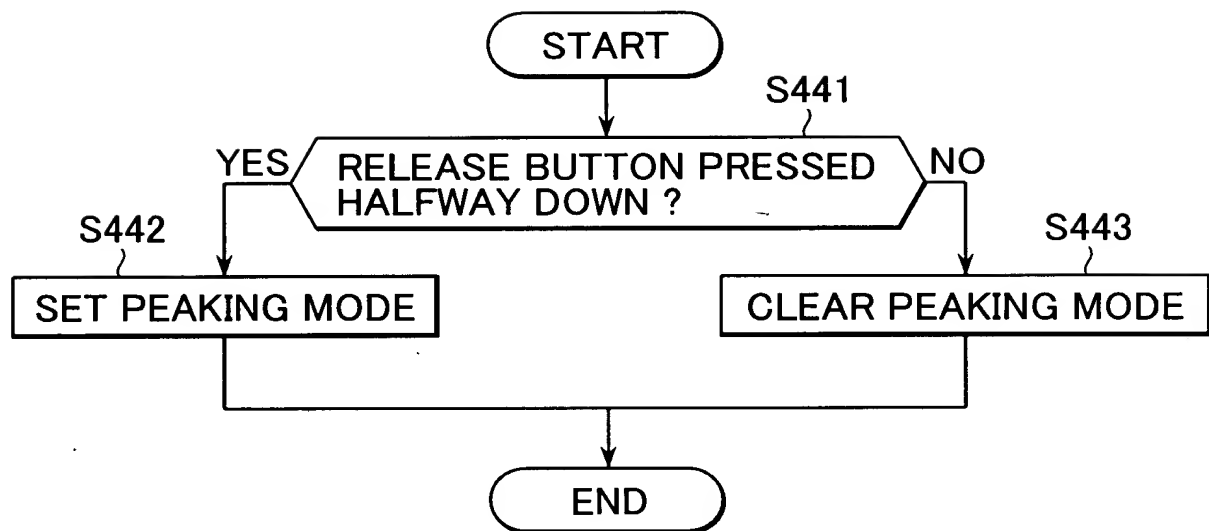 START
S441
YES
RELEASE BUTTON PRESSED
HALFWAY DOWN ?
NO
S442
S443
SET PEAKING MODE
CLEAR PEAKING MODE
END